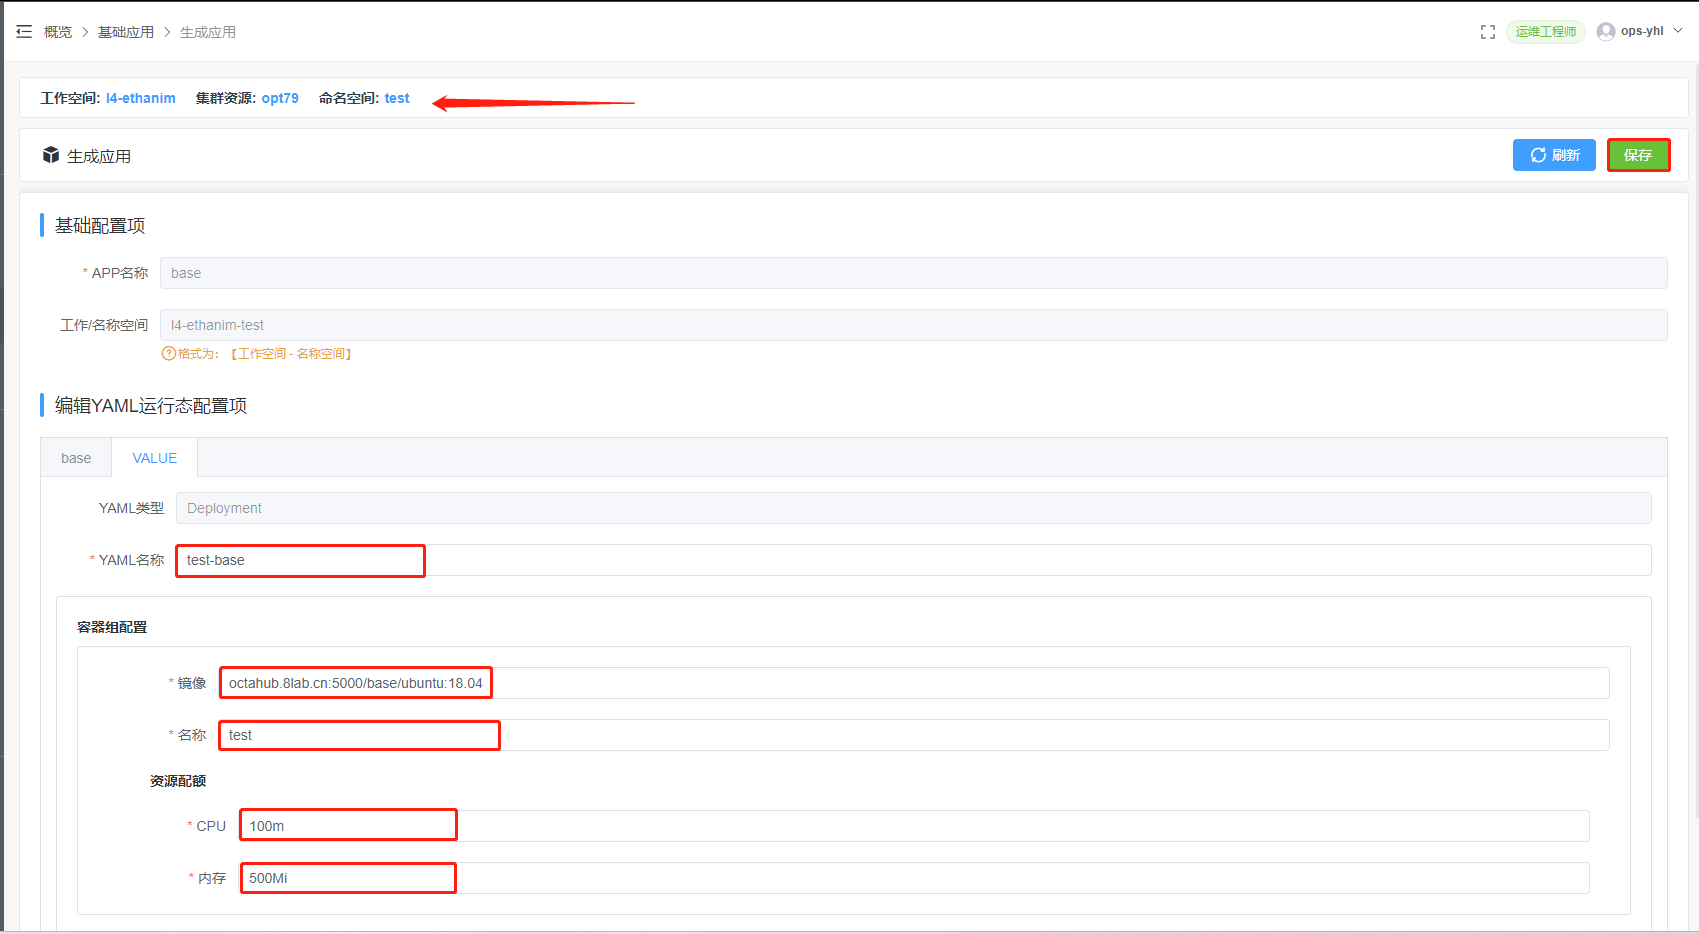 概览 > 基础应用 > 生成应用
运维工程师 ops-yhl
工作空间: l4-ethanim 集群资源: opt79 命名空间: test
生成应用
刷新 保存
基础配置项
* APP名称 base
工作/名称空间 l4-ethanim-test
?格式为: 【工作空间 - 名称空间】
编辑YAML运行态配置项
base VALUE
YAML类型 Deployment
* YAML名称 test-base
容器组配置
* 镜像 octahub.8lab.cn:5000/base/ubuntu:18.04
* 名称 test
资源配额
* CPU 100m
* 内存 500Mi